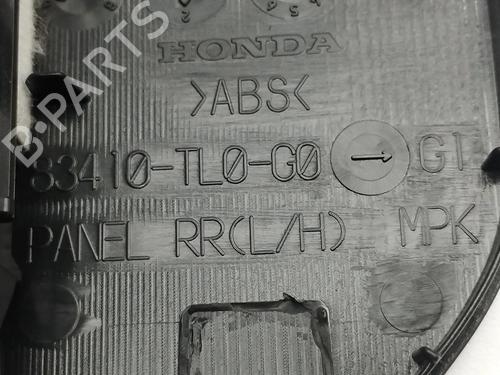 HONDA
>ABS<
83410-TL0-G0 G1
PANEL RR(L/H) MPK
B-PARTS